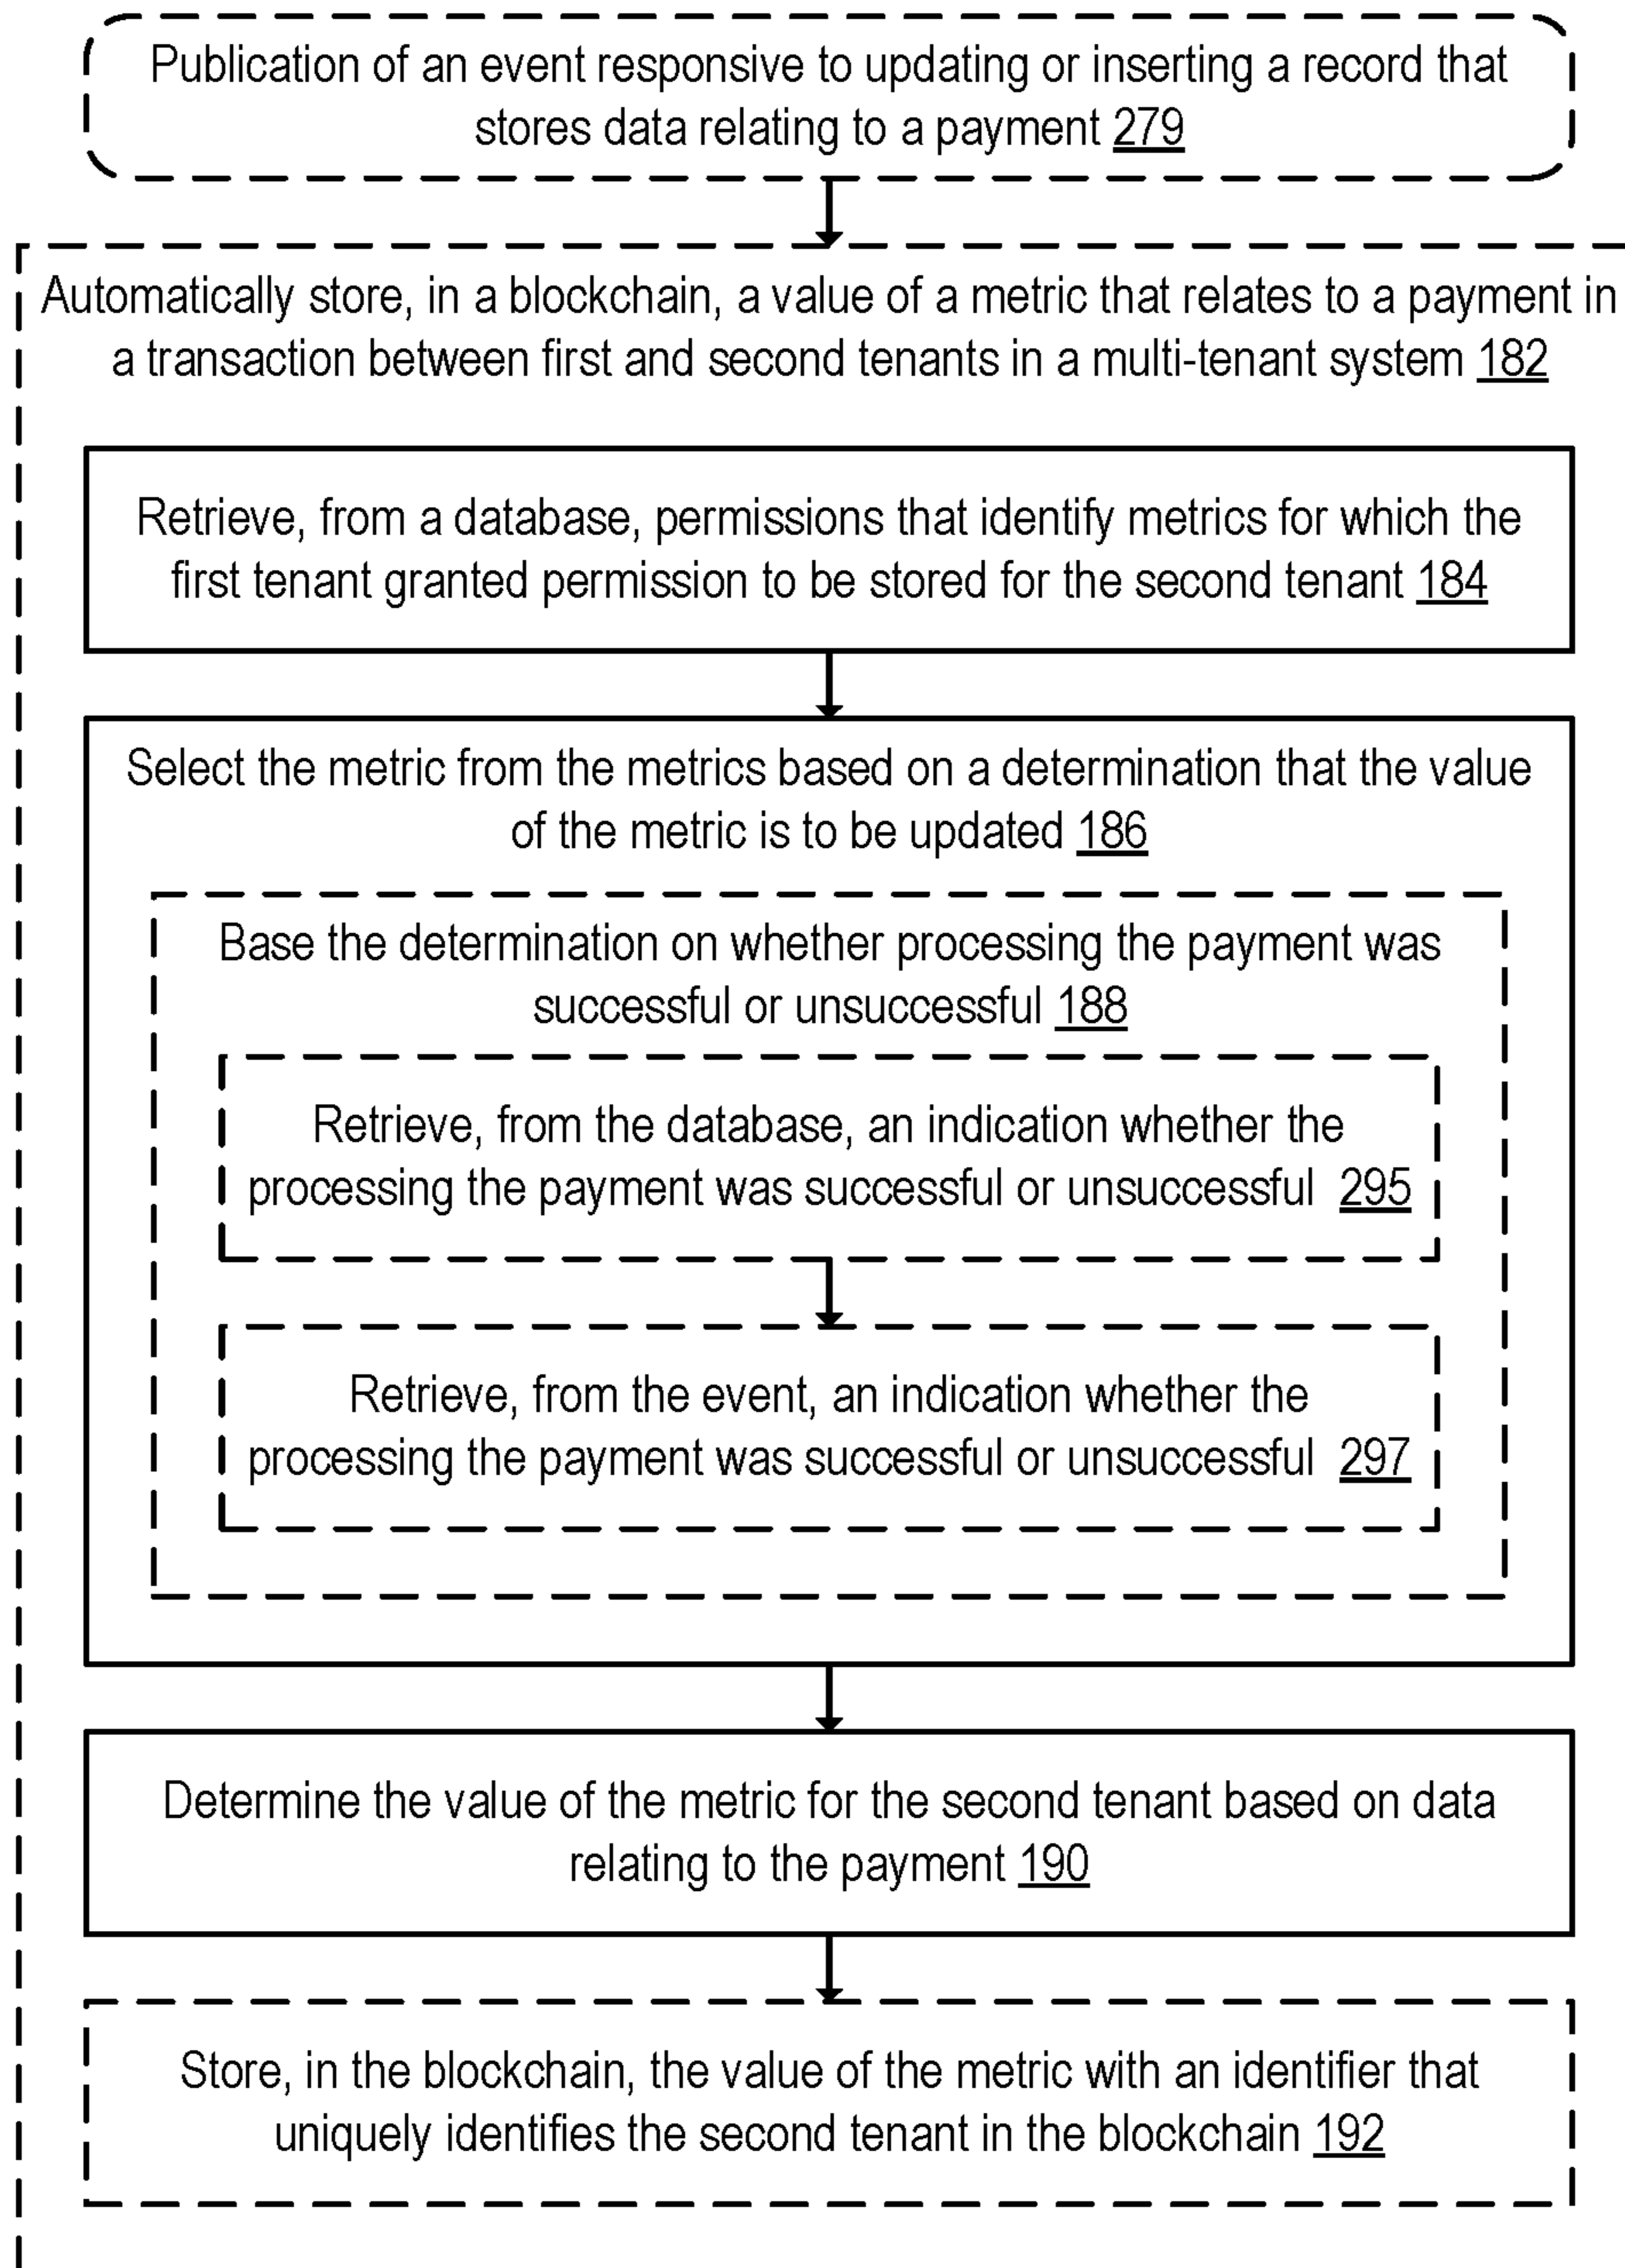 Publication of an event responsive to updating or inserting a record that
stores data relating to a payment 279
Automatically store, in a blockchain, a value of a metric that relates to a payment in
a transaction between first and second tenants in a multi-tenant system 182
Retrieve, from a database, permissions that identify metrics for which the
first tenant granted permission to be stored for the second tenant 184
Select the metric from the metrics based on a determination that the value
of the metric is to be updated 186
Base the determination on whether processing the payment was
successful or unsuccessful 188
Retrieve, from the database, an indication whether the
processing the payment was successful or unsuccessful 295
Retrieve, from the event, an indication whether the
processing the payment was successful or unsuccessful 297
Determine the value of the metric for the second tenant based on data
relating to the payment 190
Store, in the blockchain, the value of the metric with an identifier that
uniquely identifies the second tenant in the blockchain 192